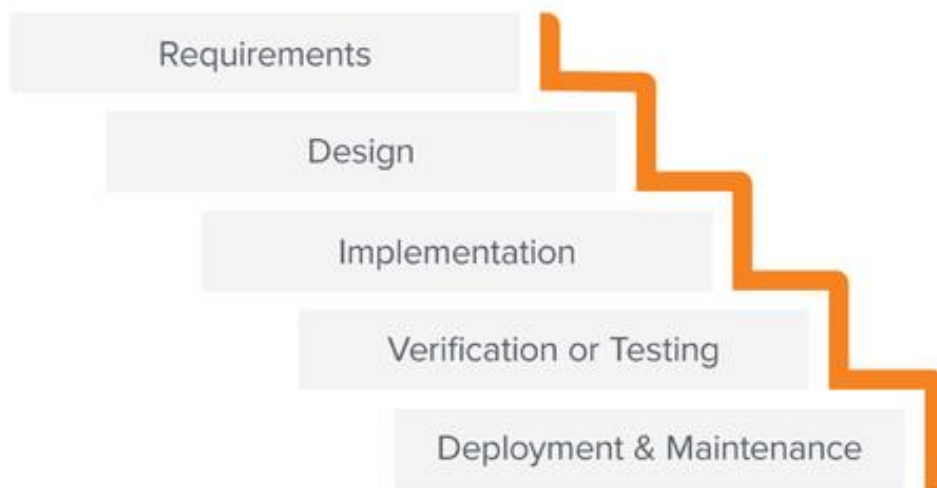 Requirements
Design
Implementation
Verification or Testing
Deployment & Maintenance